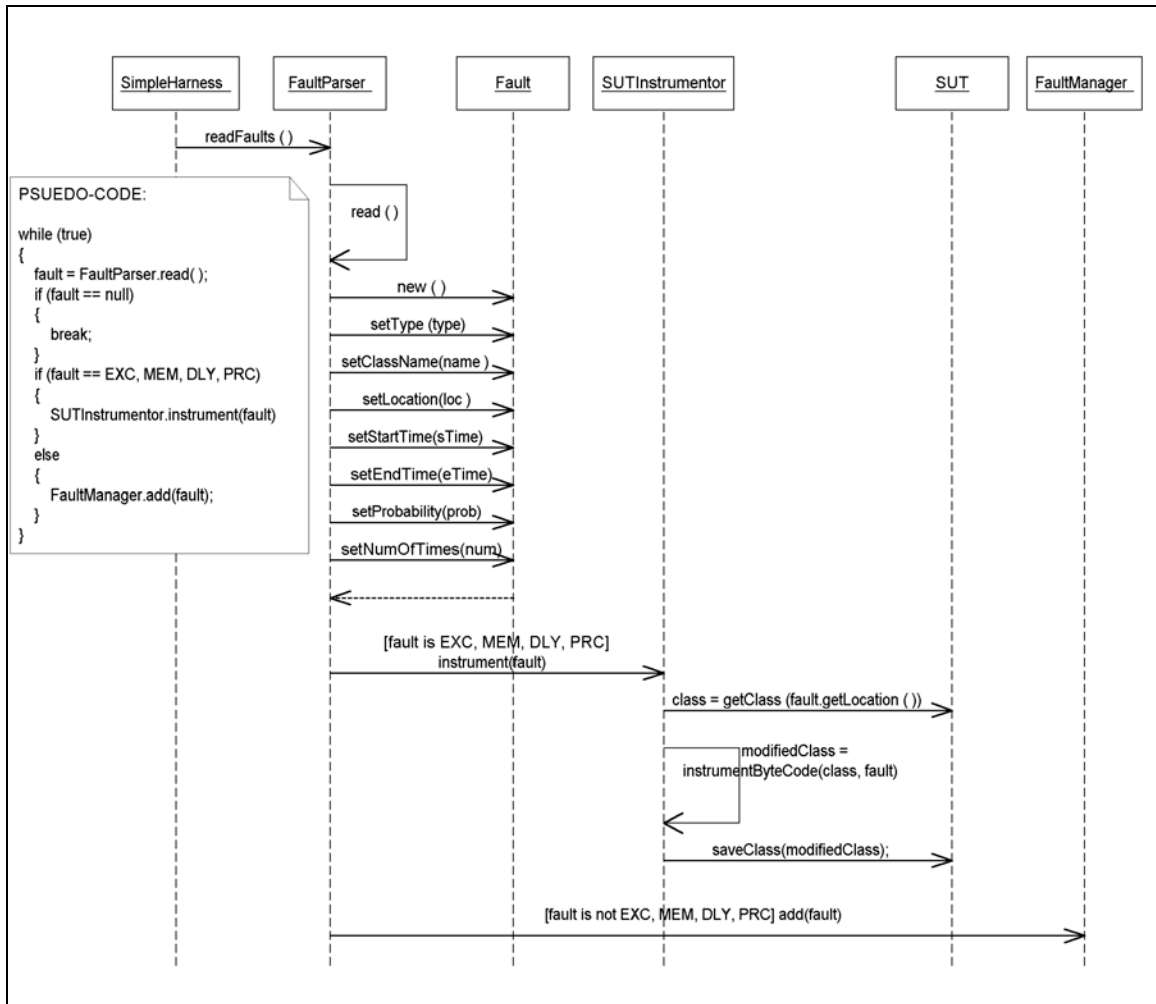 SimpleHarness
FaultParser
Fault
SUTInstrumentor
SUT
FaultManager
readFaults ( )
PSUEDO-CODE:
while (true)
{
fault = FaultParser.read( );
if (fault == null)
{
break;
}
if (fault == EXC, MEM, DLY, PRC)
{
SUTInstrumentor.instrument(fault)
}
else
{
FaultManager.add(fault);
}
}
read ( )
new ( )
setType (type)
setClassName(name )
setLocation(loc )
setStartTime(sTime)
setEndTime(eTime)
setProbability(prob)
setNumOfTimes(num)
[fault is EXC, MEM, DLY, PRC]
instrument(fault)
class = getClass (fault.getLocation ( ))
modifiedClass =
instrumentByteCode(class, fault)
saveClass(modifiedClass);
[fault is not EXC, MEM, DLY, PRC] add(fault)